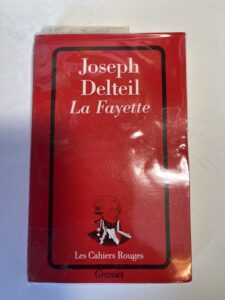 Joseph
Delteil
La Fayette
Les Cahiers Rouges
Grasset